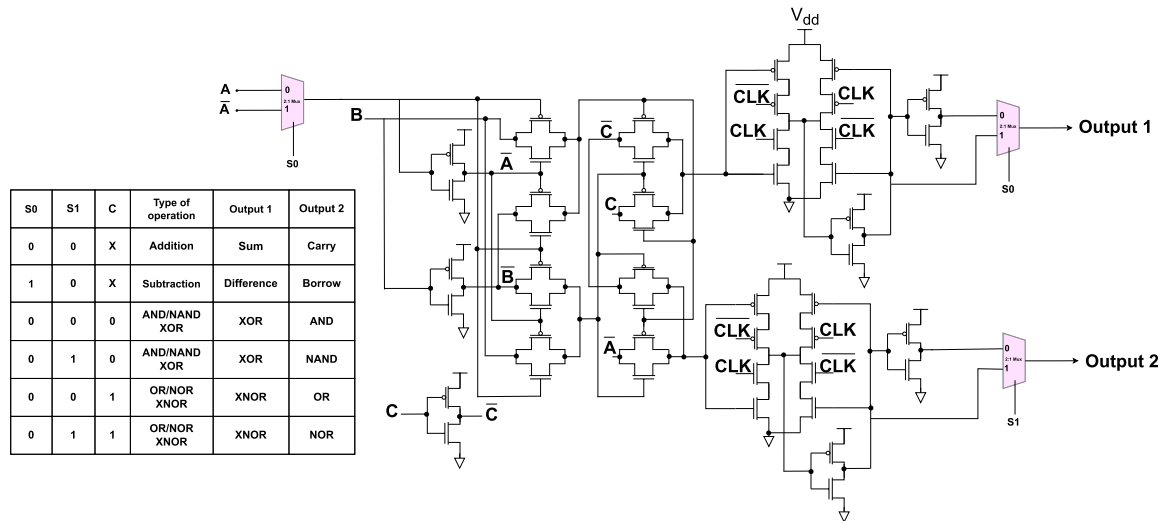 V_dd
A
A̅
0
2:1 Mux
1
S0
B
A̅
B̅
C
C̅
C̅
C
A̅
C̅L̅K̅
CLK
CLK
C̅L̅K̅
0
2:1 Mux
1
S0
Output 1
C̅L̅K̅
CLK
CLK
C̅L̅K̅
0
2:1 Mux
1
S1
Output 2
S0 S1 C Type of operation Output 1 Output 2
0 0 X Addition Sum Carry
1 0 X Subtraction Difference Borrow
0 0 0 AND/NAND XOR XOR AND
0 1 0 AND/NAND XOR XOR NAND
0 0 1 OR/NOR XNOR XNOR OR
0 1 1 OR/NOR XNOR XNOR NOR